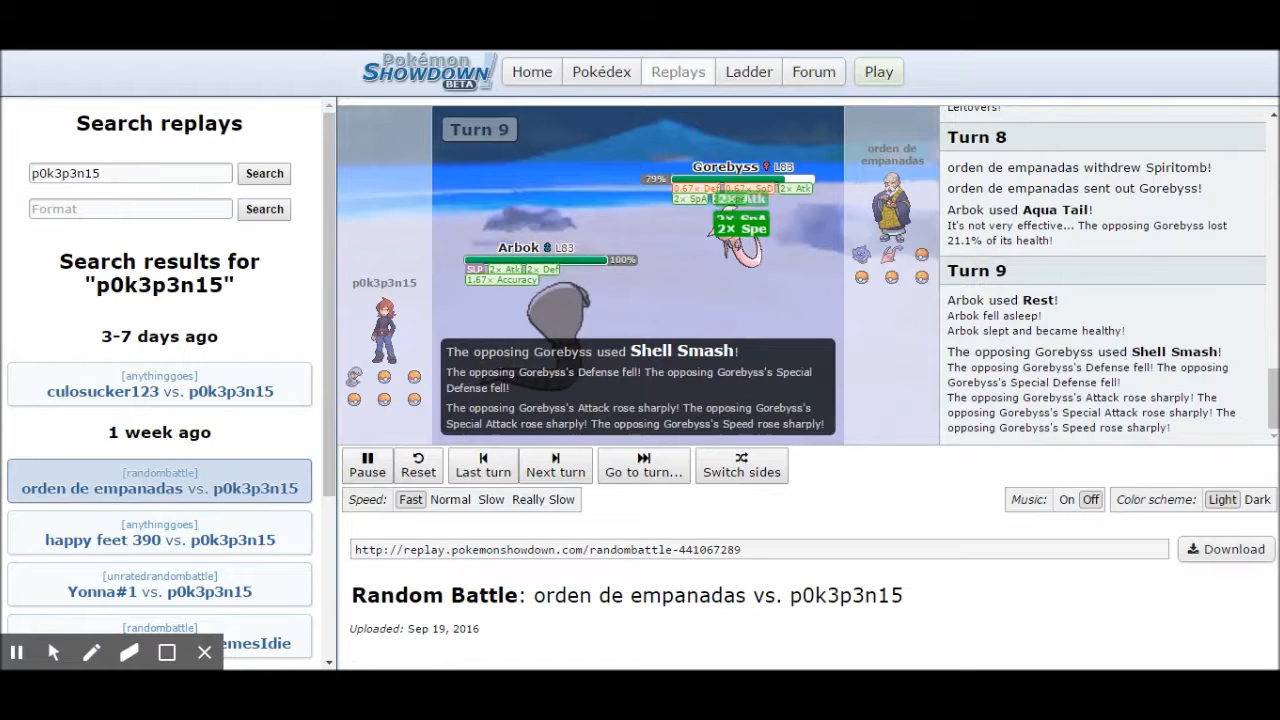 Pokémon
SHOWDOWN!
BETA
Home
Pokédex
Replays
Ladder
Forum
Play
Search replays
p0k3p3n15
Search
Format
Search
Search results for
"p0k3p3n15"
3-7 days ago
[anythinggoes]
culosucker123 vs. p0k3p3n15
1 week ago
[randombattle]
orden de empanadas vs. p0k3p3n15
[anythinggoes]
happy feet 390 vs. p0k3p3n15
[unratedrandombattle]
Yonna#1 vs. p0k3p3n15
[randombattle]
emesIdie
p0k3p3n15
Turn 9
Gorebyss L83
79%
0.67× Def 0.67× SpD 2× Atk
2× SpA
2× Spe
Arbok L83
100%
SLP 2× Atk 2× Def
1.67× Accuracy
The opposing Gorebyss used Shell Smash!
The opposing Gorebyss's Defense fell! The opposing Gorebyss's Special
Defense fell!
The opposing Gorebyss's Attack rose sharply! The opposing Gorebyss's
Special Attack rose sharply! The opposing Gorebyss's Speed rose sharply!
orden de
empanadas
Leftovers!
Turn 8
orden de empanadas withdrew Spiritomb!
orden de empanadas sent out Gorebyss!
Arbok used Aqua Tail!
It's not very effective... The opposing Gorebyss lost
21.1% of its health!
Turn 9
Arbok used Rest!
Arbok fell asleep!
Arbok slept and became healthy!
The opposing Gorebyss used Shell Smash!
The opposing Gorebyss's Defense fell! The opposing
Gorebyss's Special Defense fell!
The opposing Gorebyss's Attack rose sharply! The
opposing Gorebyss's Special Attack rose sharply! The
opposing Gorebyss's Speed rose sharply!
Pause
Reset
Last turn
Next turn
Go to turn...
Switch sides
Speed: Fast Normal Slow Really Slow
Music: On Off
Color scheme: Light Dark
http://replay.pokemonshowdown.com/randombattle-441067289
Download
Random Battle: orden de empanadas vs. p0k3p3n15
Uploaded: Sep 19, 2016